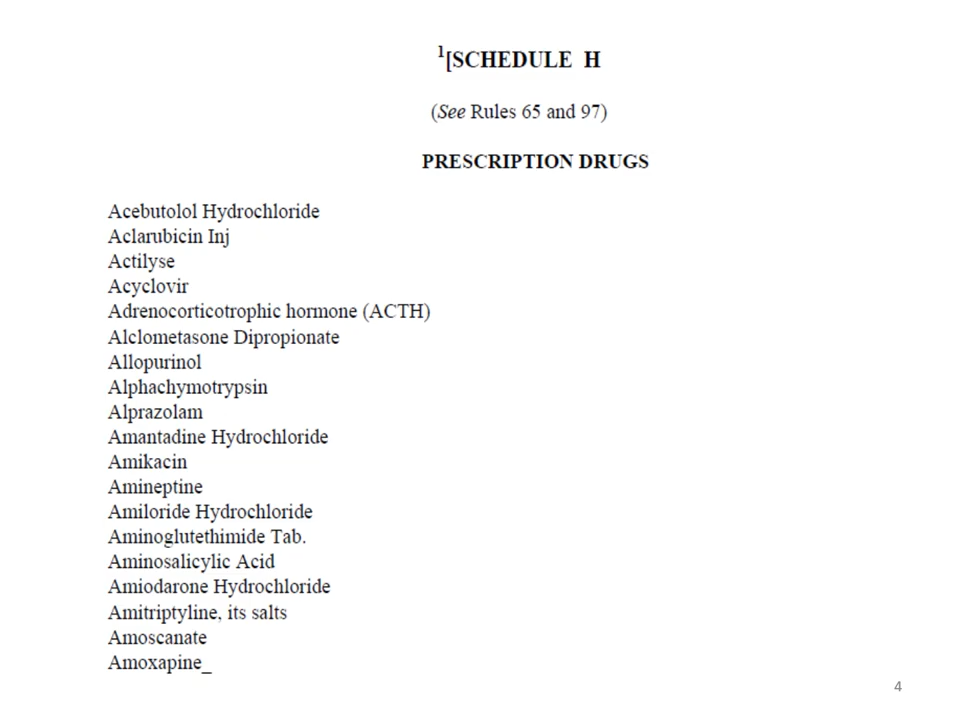 ¹[SCHEDULE H
(See Rules 65 and 97)
PRESCRIPTION DRUGS
Acebutolol Hydrochloride
Aclarubicin Inj
Actilyse
Acyclovir
Adrenocorticotrophic hormone (ACTH)
Alclometasone Dipropionate
Allopurinol
Alphachymotrypsin
Alprazolam
Amantadine Hydrochloride
Amikacin
Amineptine
Amiloride Hydrochloride
Aminoglutethimide Tab.
Aminosalicylic Acid
Amiodarone Hydrochloride
Amitriptyline, its salts
Amoscanate
Amoxapine_
4